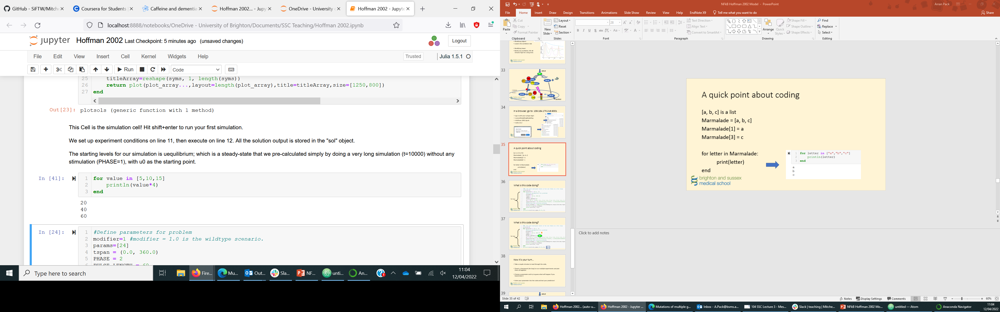 GitHub - SiFTW/Mitche
Coursera for Students
Caffeine and dementia
Hoffman 2002... - Jupy
OneDrive - University o
Hoffman 2002 - Jupyte
localhost:8888/notebooks/OneDrive - University of Brighton/Documents/SSC Teaching/Hoffman 2002.ipynb
jupyter Hoffman 2002 Last Checkpoint: 5 minutes ago (unsaved changes)
Logout
File Edit View Insert Cell Kernel Widgets Help
Trusted
Julia 1.5.1
Run
Code
25 titleArray=reshape(syms, 1, length(syms))
26 return plot(plot_array...,layout=length(plot_array),title=titleArray,size=[1250,800])
27 end
Out[23]: plotsols (generic function with 1 method)
This Cell is the simulation cell! Hit shift+enter to run your first simulation.
We set up experiment conditions on line 11, then execute on line 12. All the solution output is stored in the "sol" object.
The starting levels for our simulation is uequilibrium; which is a steady-state that we pre-calculated simply by doing a very long simulation (t=10000) without any
stimulation (PHASE=1), with u0 as the starting point.
In [41]:
1 for value in [5,10,15]
2 println(value*4)
3 end
20
40
60
In [24]:
1 #Define parameters for problem
2 modifier=1 #modifier = 1.0 is the wildtype scenario.
3 params=[24]
4 tspan = (0.0, 360.0)
5 PHASE = 2
6 PULSE_LENGTH = 60
Type here to search
Fire...
Mu...
Out...
Sla...
NF...
unti...
An...
11:04
12/04/2022
NFkB Hoffman 2002 Model - PowerPoint
Arran Pack
File Home Insert Draw Design Transitions Animations Slide Show Review View Help EndNote X9 Tell me what you want to do
Share
Paste
Cut
Copy
Format Painter
Clipboard
New
Slide
Layout
Reset
Section
Slides
28
Font
Text Direction
Align Text
Convert to SmartArt
Paragraph
Arrange
Quick
Styles
Shape Fill
Shape Outline
Shape Effects
Drawing
Find
Replace
Select
Editing
33
INPUT
OUTPUT
34
In a browser, go to: 139.184.170.218:9001
35
A quick point about coding
36
What is this code doing?
37
What is this code doing?
38
Now it's your turn...
• Take a couple minutes to read through the code.
39
A quick point about coding
[a, b, c] is a list
Marmalade = [a, b, c]
Marmalade[1] = a
Marmalade[3] = c
for letter in Marmalade:
print(letter)
end
1 for letter in ["a","b","c"]
2 println(letter)
3 end
a
b
c
brighton and sussex
medical school
Click to add notes
Slide 35 of 42
Notes
Display Settings
Comments
60%
Hoffman 2002... (auto-u...
Hoffman 2002 - Jupyter ...
Mutations of multiple g...
Inbox - A.Pack@bsms.a...
104 SSC Lecture 3 - Mes...
Slack | teaching | Mitche...
NFkB Hoffman 2002 Mo...
untitled — Atom
Anaconda Navigator
11:04
12/04/2022